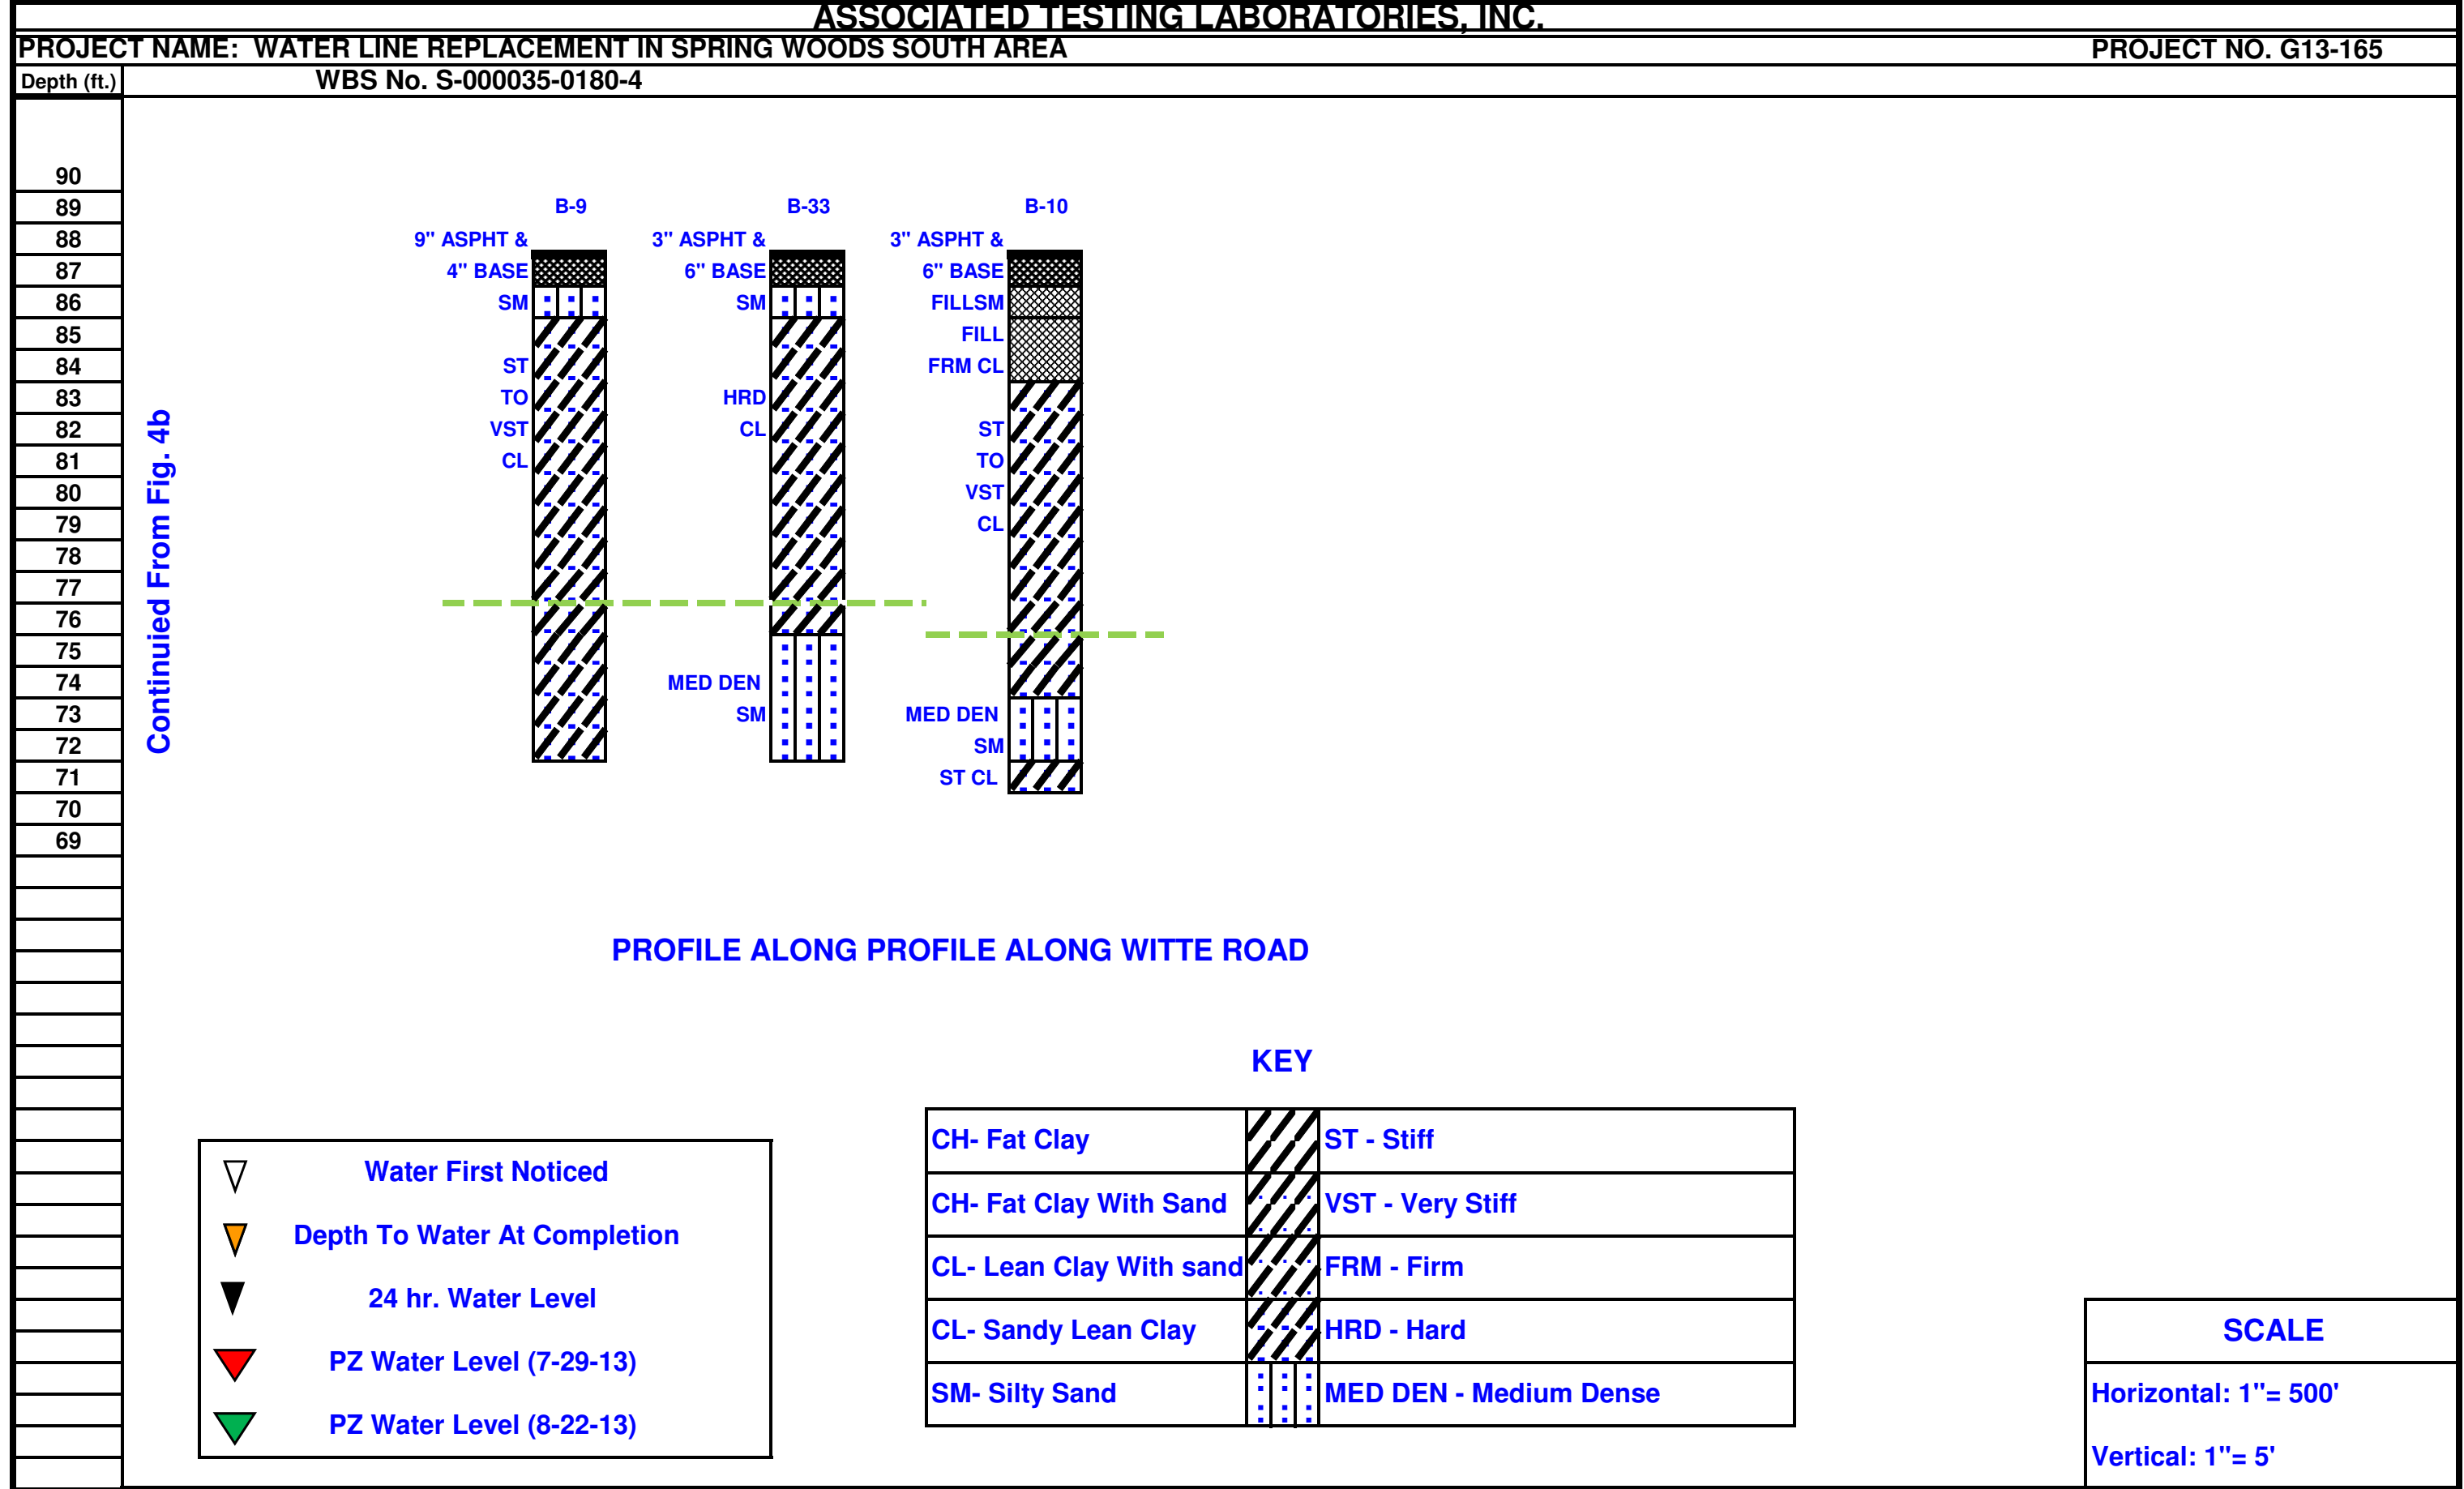 ASSOCIATED TESTING LABORATORIES, INC.
PROJECT NAME: WATER LINE REPLACEMENT IN SPRING WOODS SOUTH AREA
PROJECT NO. G13-165
Depth (ft.)
WBS No. S-000035-0180-4
90
89
88
87
86
85
84
83
82
81
80
79
78
77
76
75
74
73
72
71
70
69
Continuied From Fig. 4b
B-9
9" ASPHT &
4" BASE
SM
ST
TO
VST
CL
B-33
3" ASPHT &
6" BASE
SM
HRD
CL
MED DEN
SM
B-10
3" ASPHT &
6" BASE
FILLSM
FILL
FRM CL
ST
TO
VST
CL
MED DEN
SM
ST CL
PROFILE ALONG PROFILE ALONG WITTE ROAD
Water First Noticed
Depth To Water At Completion
24 hr. Water Level
PZ Water Level (7-29-13)
PZ Water Level (8-22-13)
KEY
CH- Fat Clay
ST - Stiff
CH- Fat Clay With Sand
VST - Very Stiff
CL- Lean Clay With sand
FRM - Firm
CL- Sandy Lean Clay
HRD - Hard
SM- Silty Sand
MED DEN - Medium Dense
SCALE
Horizontal: 1"= 500'
Vertical: 1"= 5'